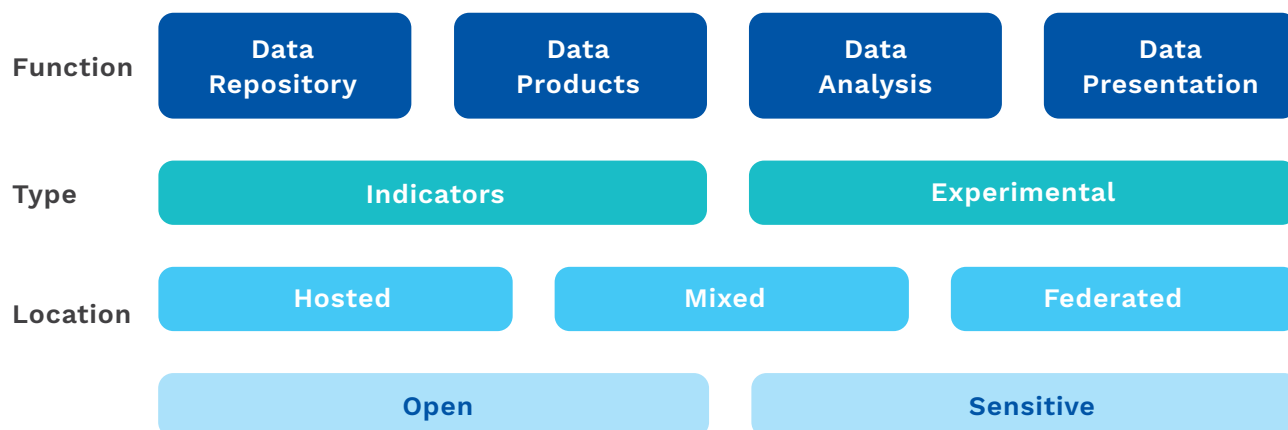 Function
Data
Repository
Data
Products
Data
Analysis
Data
Presentation
Type
Indicators
Experimental
Location
Hosted
Mixed
Federated
Open
Sensitive